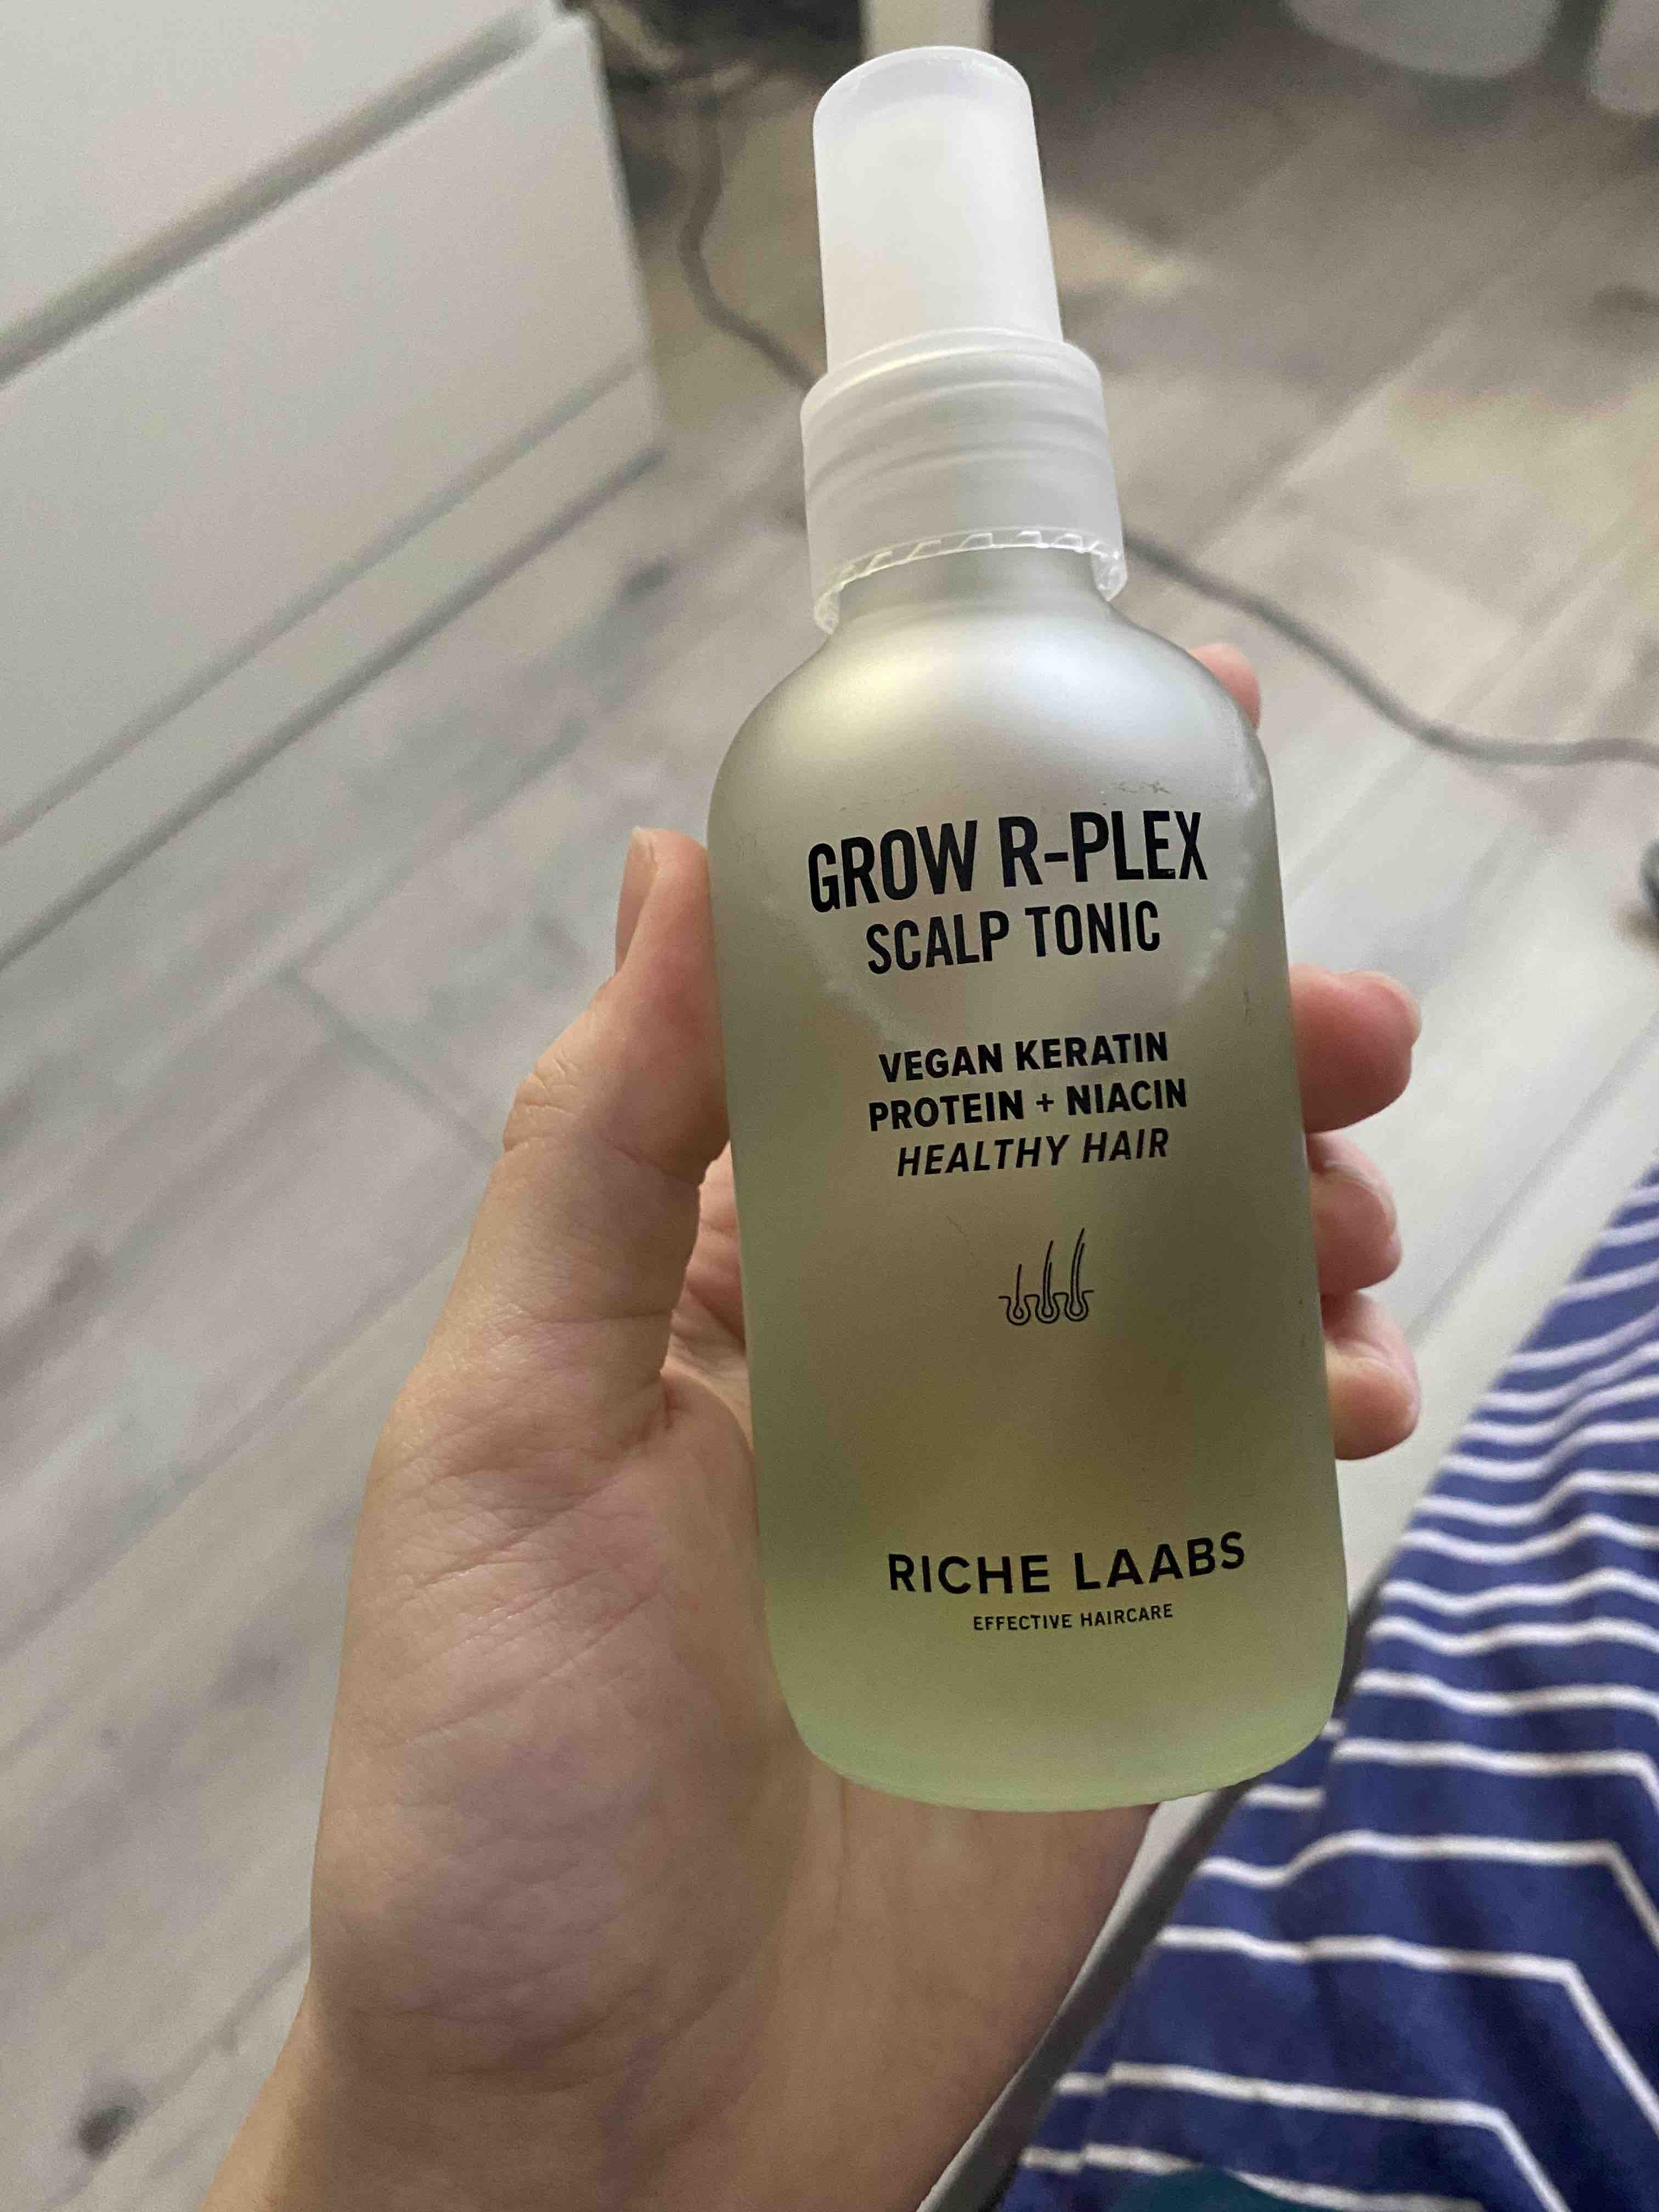 GROW R-PLEX
SCALP TONIC
VEGAN KERATIN
PROTEIN + NIACIN
HEALTHY HAIR
RICHE LAABS
EFFECTIVE HAIRCARE